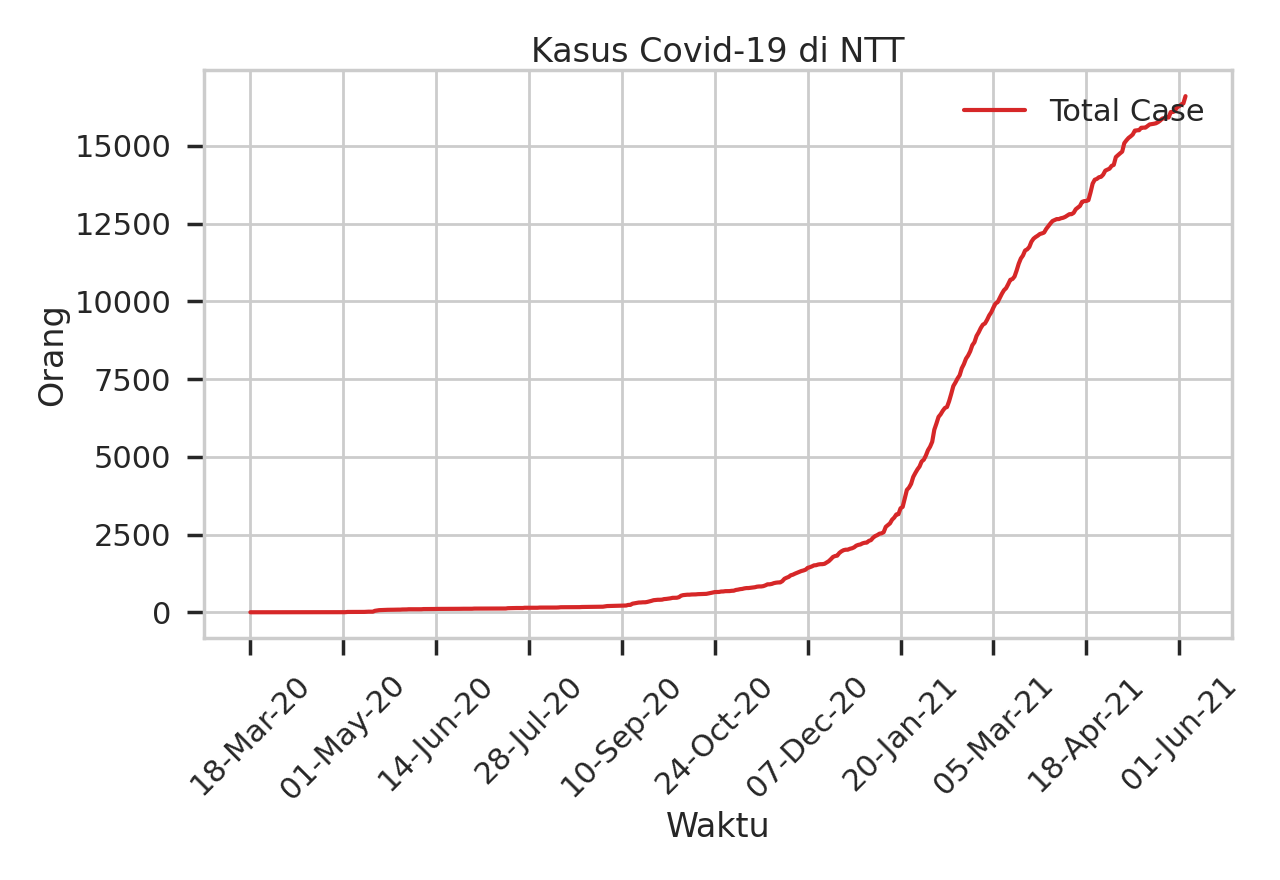 Kasus Covid-19 di NTT
Total Case
15000
12500
10000
7500
5000
2500
0
Orang
18-Mar-20
01-May-20
14-Jun-20
28-Jul-20
10-Sep-20
24-Oct-20
07-Dec-20
20-Jan-21
05-Mar-21
18-Apr-21
01-Jun-21
Waktu